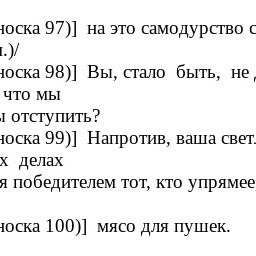 носка 97)]  на это самодурство с
.)/
носка 98)]  Вы, стало  быть,  не
что мы
отступить?
носка 99)]  Напротив, ваша свет
х  делах
я победителем тот, кто упрямее,
носка 100)]  мясо для пушек.